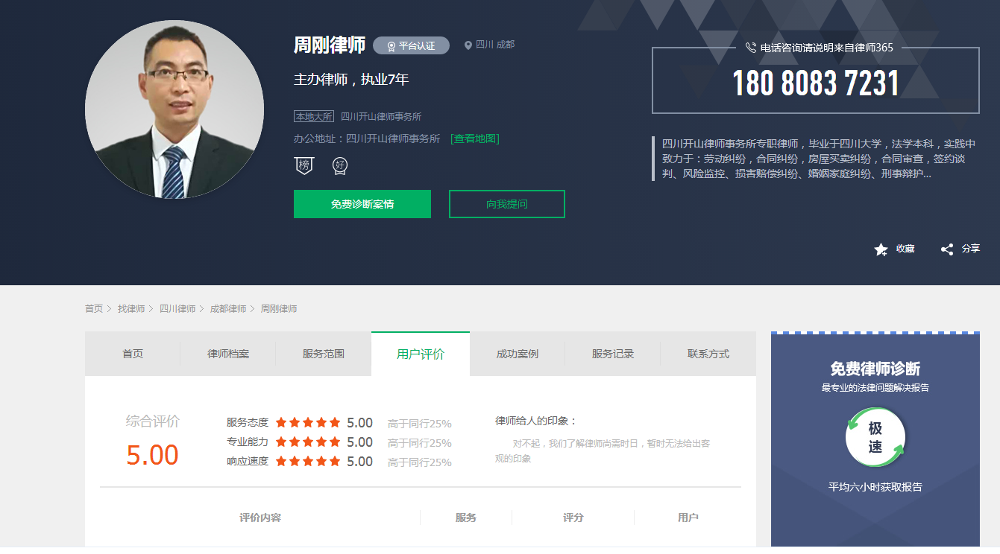 周刚律师 平台认证 四川 成都
主办律师，执业7年
本地大所 四川开山律师事务所
办公地址：四川开山律师事务所 [查看地图]
榜 好
免费诊断案情 向我提问
电话咨询请说明来自律师365
180 8083 7231
四川开山律师事务所专职律师，毕业于四川大学，法学本科，实践中
致力于：劳动纠纷，合同纠纷，房屋买卖纠纷，合同审查，签约谈
判、风险监控、损害赔偿纠纷、婚姻家庭纠纷、刑事辩护...
收藏 分享
首页 > 找律师 > 四川律师 > 成都律师 > 周刚律师
首页 律师档案 服务范围 用户评价 成功案例 服务记录 联系方式
综合评价
5.00
服务态度 5.00 高于同行25%
专业能力 5.00 高于同行25%
响应速度 5.00 高于同行25%
律师给人的印象：
对不起，我们了解律师尚需时日，暂时无法给出客
观的印象
评价内容 服务 评分 用户
免费律师诊断
最专业的法律问题解决报告
极
速
平均六小时获取报告